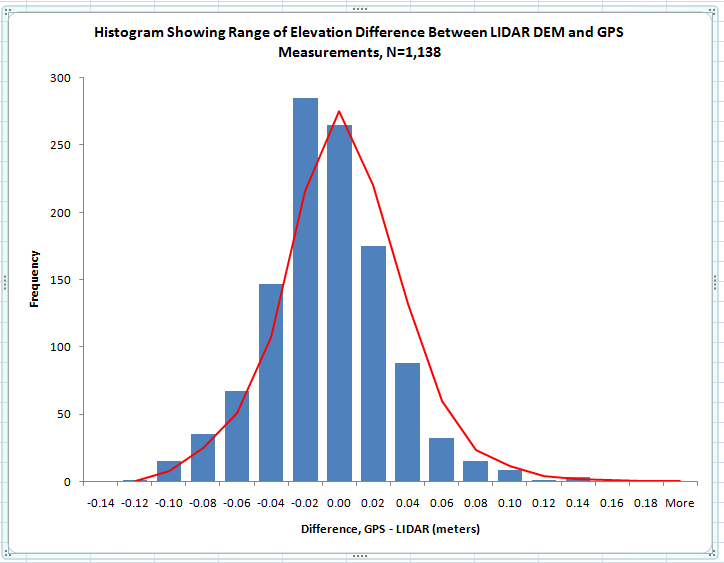 Histogram Showing Range of Elevation Difference Between LIDAR DEM and GPS
Measurements, N=1,138
300
250
200
150
100
50
0
Frequency
-0.14 -0.12 -0.10 -0.08 -0.06 -0.04 -0.02 0.00 0.02 0.04 0.06 0.08 0.10 0.12 0.14 0.16 0.18 More
Difference, GPS - LIDAR (meters)